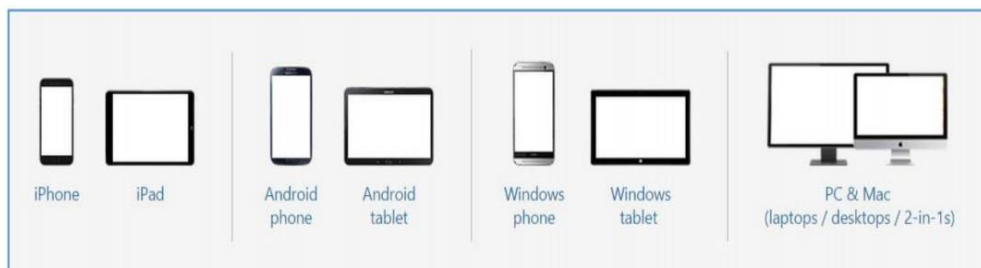 iPhone
iPad
Android
phone
Android
tablet
Windows
phone
Windows
tablet
PC & Mac
(laptops / desktops / 2-in-1s)